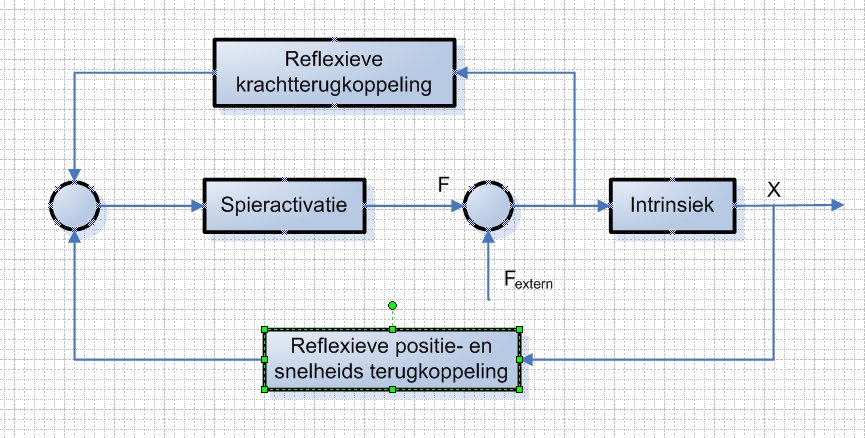 Reflexieve
krachtterugkoppeling
F
Spieractivatie
Intrinsiek
X
Fextern
Reflexieve positie- en
snelheids terugkoppeling